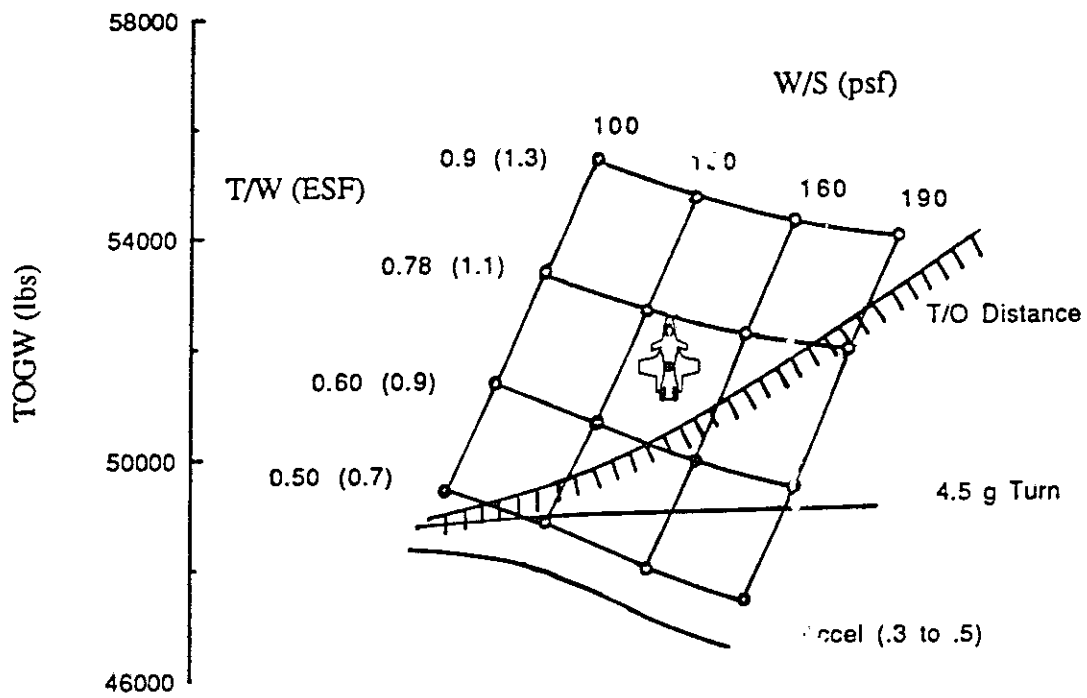 58000
W/S (psf)
100
160
190
0.9 (1.3)
T/W (ESF)
54000
0.78 (1.1)
T/O Distance
TOGW (lbs)
0.60 (0.9)
50000
0.50 (0.7)
4.5 g Turn
(.3 to .5)
46000